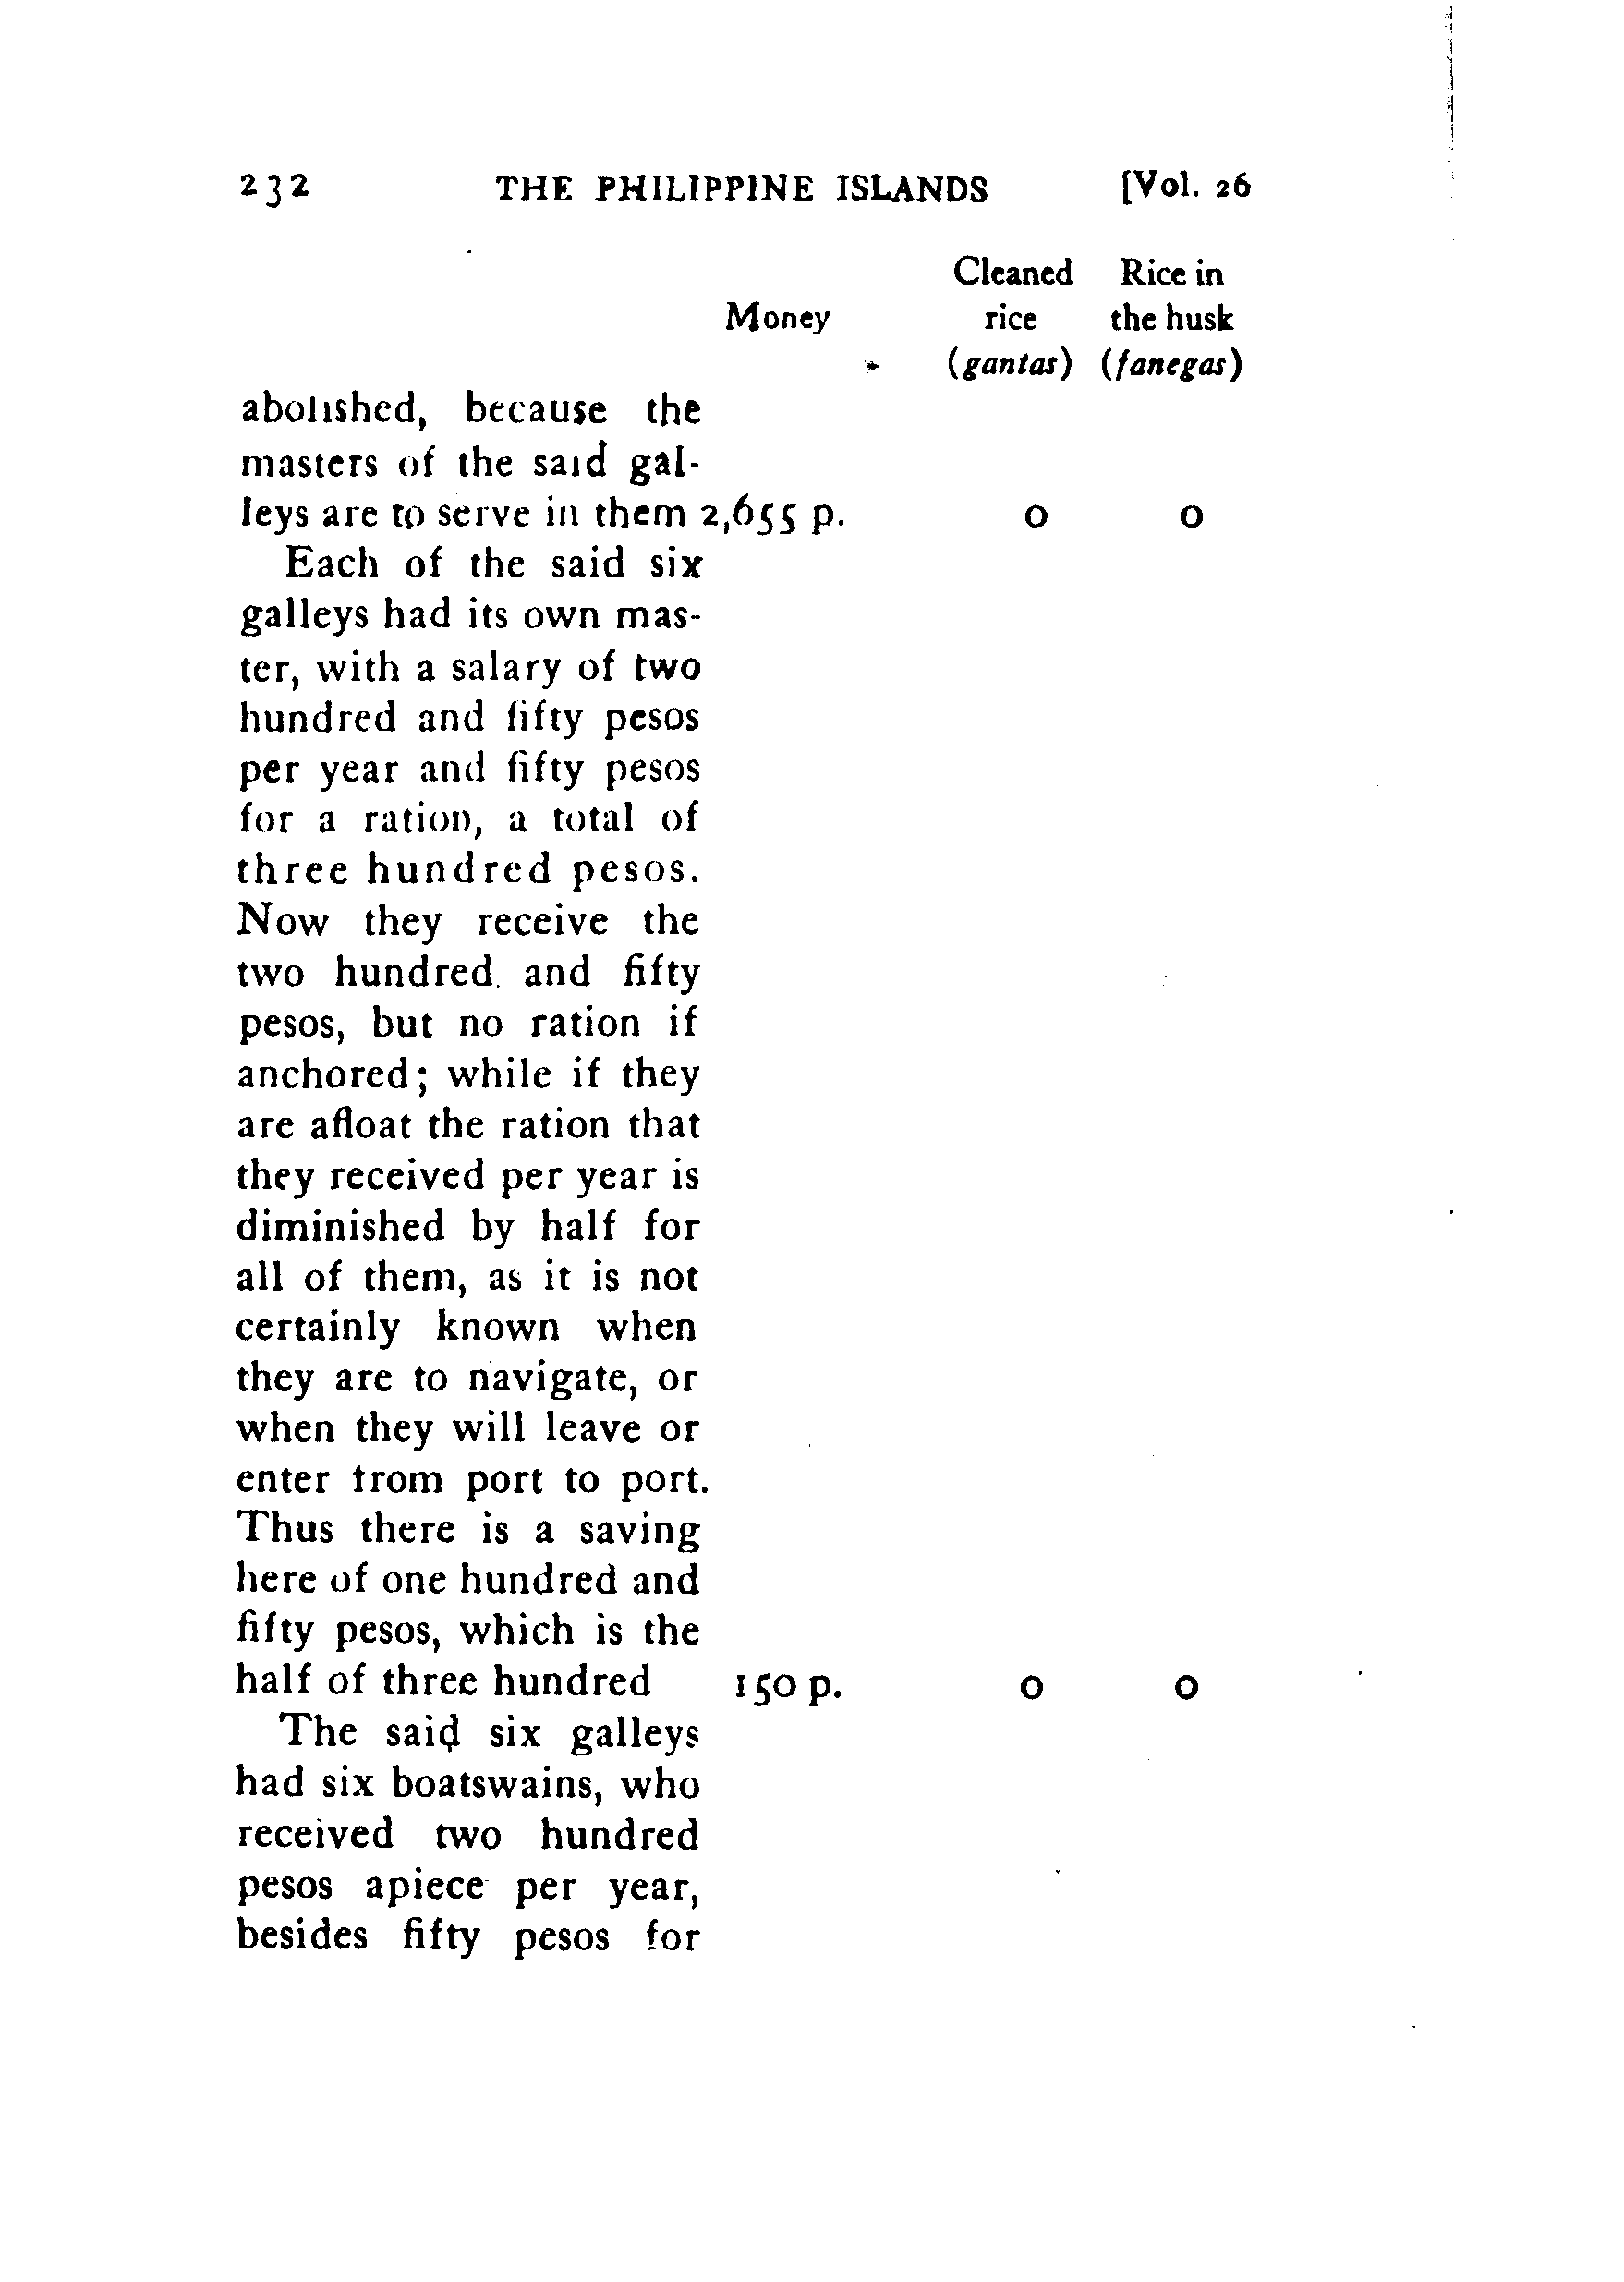 232 THE PHILIPPINE ISLANDS [Vol. 26
Cleaned Rice in
Money rice the husk
(gantas) (fanegas)
abolished, because the
masters of the said gal-
leys are to serve in them 2,655 p. 0 0
Each of the said six
galleys had its own mas-
ter, with a salary of two
hundred and fifty pesos
per year and fifty pesos
for a ration, a total of
three hundred pesos.
Now they receive the
two hundred and fifty
pesos, but no ration if
anchored; while if they
are afloat the ration that
they received per year is
diminished by half for
all of them, as it is not
certainly known when
they are to navigate, or
when they will leave or
enter from port to port.
Thus there is a saving
here of one hundred and
fifty pesos, which is the
half of three hundred 150 p. 0 0
The said six galleys
had six boatswains, who
received two hundred
pesos apiece per year,
besides fifty pesos for